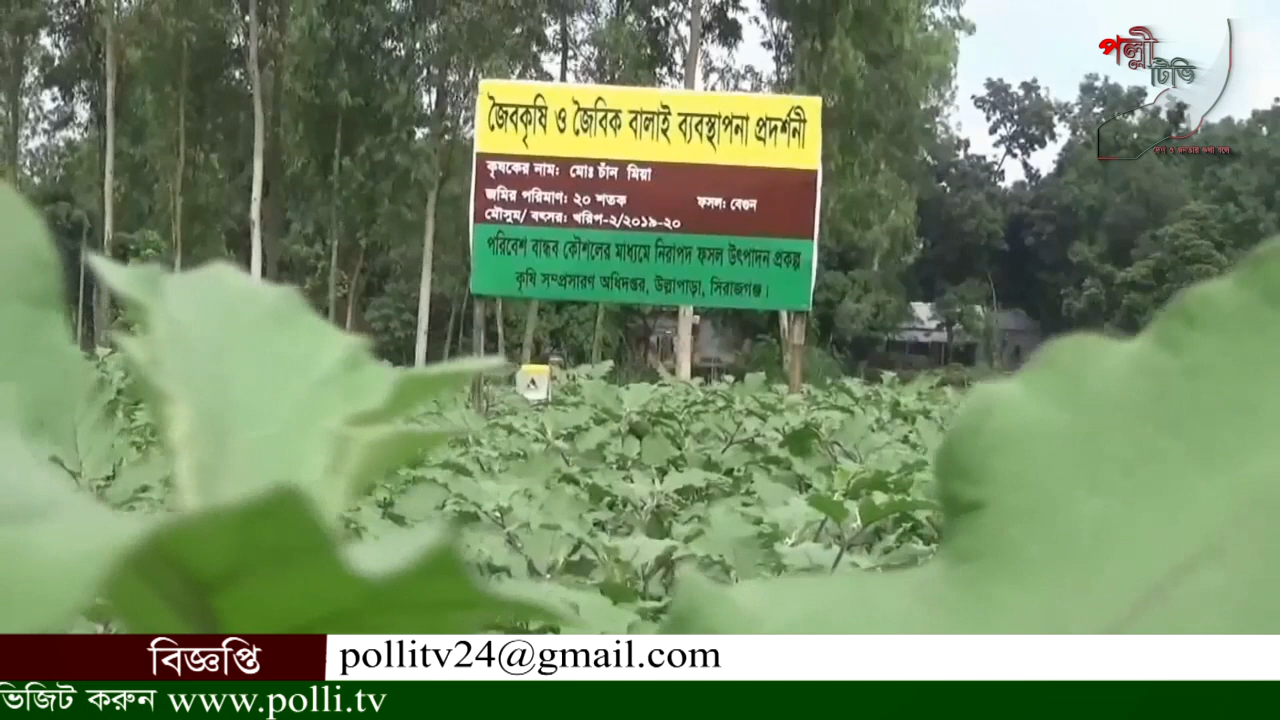 পল্লী
টিভি
জৈবকৃষি ও জৈবিক বালাই ব্যবস্থাপনা প্রদর্শনী
কৃষকের নাম: মোঃ চাঁন মিয়া
জমির পরিমাণ: ২০ শতক ফসল: বেগুন
মৌসুম/ বৎসর: খরিপ-২/২০১৯-২০
পরিবেশ বান্ধব কৌশলের মাধ্যমে নিরাপদ ফসল উৎপাদন প্রকল্প
কৃষি সম্প্রসারণ অধিদপ্তর, উল্লাপাড়া, সিরাজগঞ্জ।
বিজ্ঞপ্তি pollitv24@gmail.com
ভিজিট করুন www.polli.tv